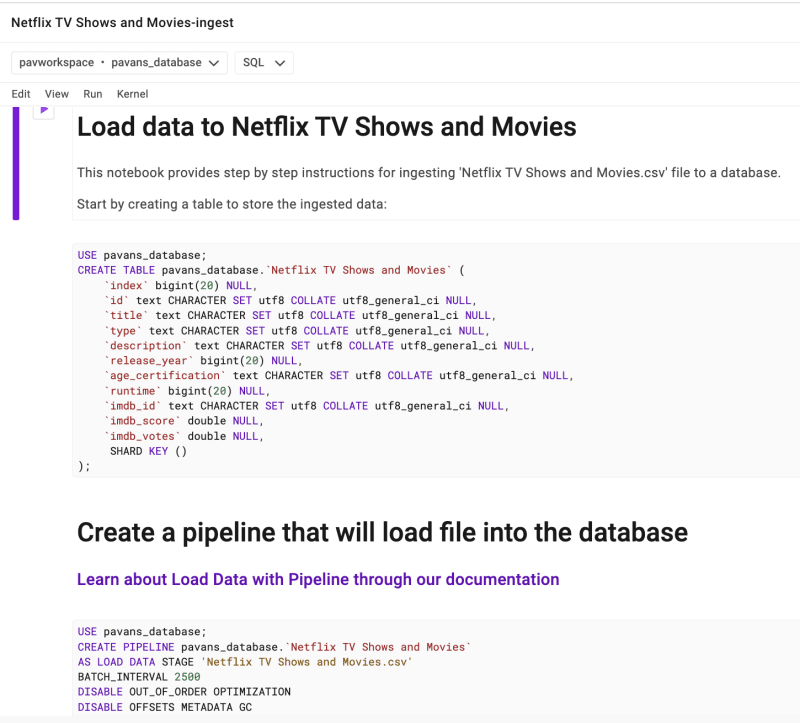 Netflix TV Shows and Movies-ingest
pavworkspace • pavans_database
SQL
Edit View Run Kernel
Load data to Netflix TV Shows and Movies
This notebook provides step by step instructions for ingesting 'Netflix TV Shows and Movies.csv' file to a database.
Start by creating a table to store the ingested data:
USE pavans_database;
CREATE TABLE pavans_database.`Netflix TV Shows and Movies` (
    `index` bigint(20) NULL,
    `id` text CHARACTER SET utf8 COLLATE utf8_general_ci NULL,
    `title` text CHARACTER SET utf8 COLLATE utf8_general_ci NULL,
    `type` text CHARACTER SET utf8 COLLATE utf8_general_ci NULL,
    `description` text CHARACTER SET utf8 COLLATE utf8_general_ci NULL,
    `release_year` bigint(20) NULL,
    `age_certification` text CHARACTER SET utf8 COLLATE utf8_general_ci NULL,
    `runtime` bigint(20) NULL,
    `imdb_id` text CHARACTER SET utf8 COLLATE utf8_general_ci NULL,
    `imdb_score` double NULL,
    `imdb_votes` double NULL,
     SHARD KEY ()
);
Create a pipeline that will load file into the database
Learn about Load Data with Pipeline through our documentation
USE pavans_database;
CREATE PIPELINE pavans_database.`Netflix TV Shows and Movies`
AS LOAD DATA STAGE 'Netflix TV Shows and Movies.csv'
BATCH_INTERVAL 2500
DISABLE OUT_OF_ORDER OPTIMIZATION
DISABLE OFFSETS METADATA GC